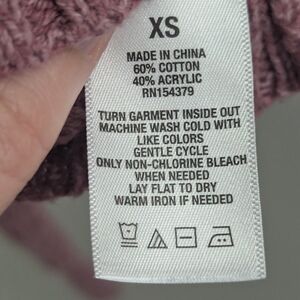 XS
MADE IN CHINA
60% COTTON
40% ACRYLIC
RN154379
TURN GARMENT INSIDE OUT
MACHINE WASH COLD WITH
LIKE COLORS
GENTLE CYCLE
ONLY NON-CHLORINE BLEACH
WHEN NEEDED
LAY FLAT TO DRY
WARM IRON IF NEEDED